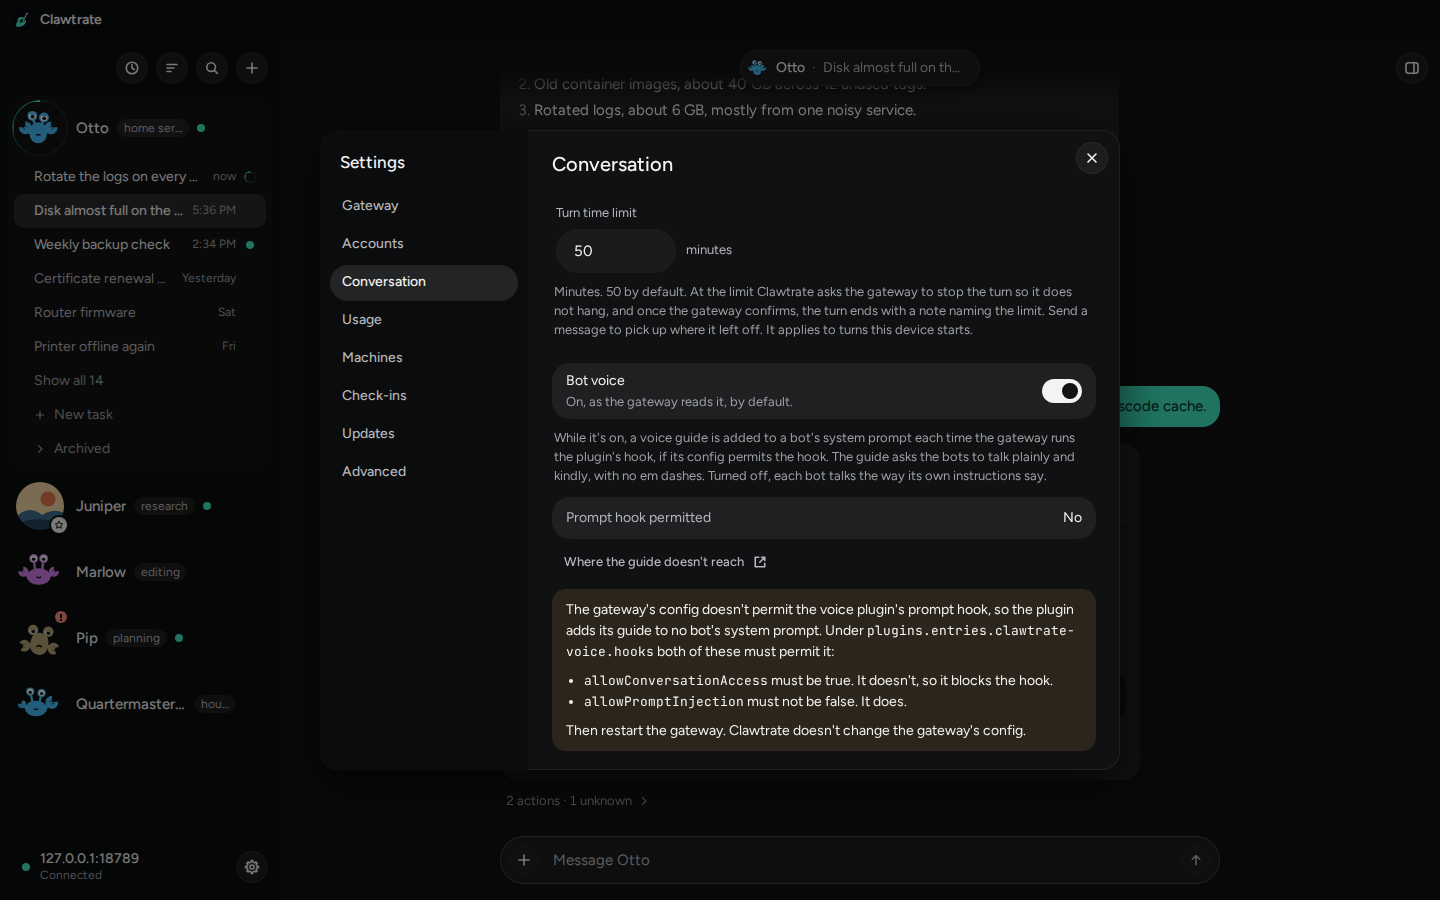 Clawtrate
Otto · Disk almost full on th...
2. Old container images, about 40 GB across 12 unused tags.
3. Rotated logs, about 6 GB, mostly from one noisy service.
Otto home ser...
Rotate the logs on every ... now
Disk almost full on the ... 5:36 PM
Weekly backup check 2:34 PM
Certificate renewal ... Yesterday
Router firmware Sat
Printer offline again Fri
Show all 14
+ New task
> Archived
Juniper research
Marlow editing
! 
Pip planning
Quartermaster... hou...
127.0.0.1:18789
Connected
Settings
Gateway
Accounts
Conversation
Usage
Machines
Check-ins
Updates
Advanced
Conversation
Turn time limit
50 minutes
Minutes. 50 by default. At the limit Clawtrate asks the gateway to stop the turn so it does
not hang, and once the gateway confirms, the turn ends with a note naming the limit. Send a
message to pick up where it left off. It applies to turns this device starts.
Bot voice
On, as the gateway reads it, by default.
While it's on, a voice guide is added to a bot's system prompt each time the gateway runs
the plugin's hook, if its config permits the hook. The guide asks the bots to talk plainly and
kindly, with no em dashes. Turned off, each bot talks the way its own instructions say.
Prompt hook permitted No
Where the guide doesn't reach
The gateway's config doesn't permit the voice plugin's prompt hook, so the plugin
adds its guide to no bot's system prompt. Under plugins.entries.clawtrate-
voice.hooks both of these must permit it:
• allowConversationAccess must be true. It doesn't, so it blocks the hook.
• allowPromptInjection must not be false. It does.
Then restart the gateway. Clawtrate doesn't change the gateway's config.
scode cache.
2 actions · 1 unknown >
Message Otto